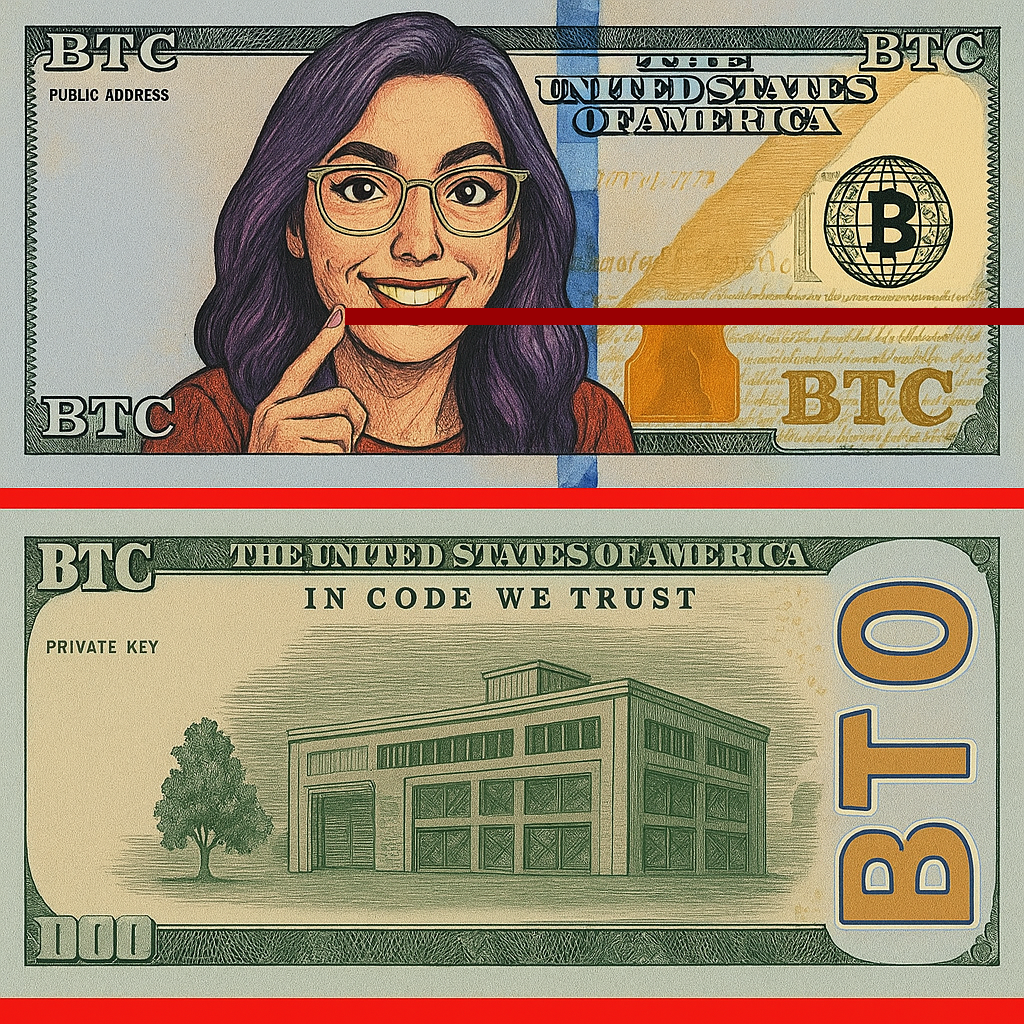 BTC
BTC
PUBLIC ADDRESS
THE
UNITED STATES
OF AMERICA
B
BTC
BTC
BTC
THE UNITED STATES OF AMERICA
IN CODE WE TRUST
PRIVATE KEY
BTO
DOO